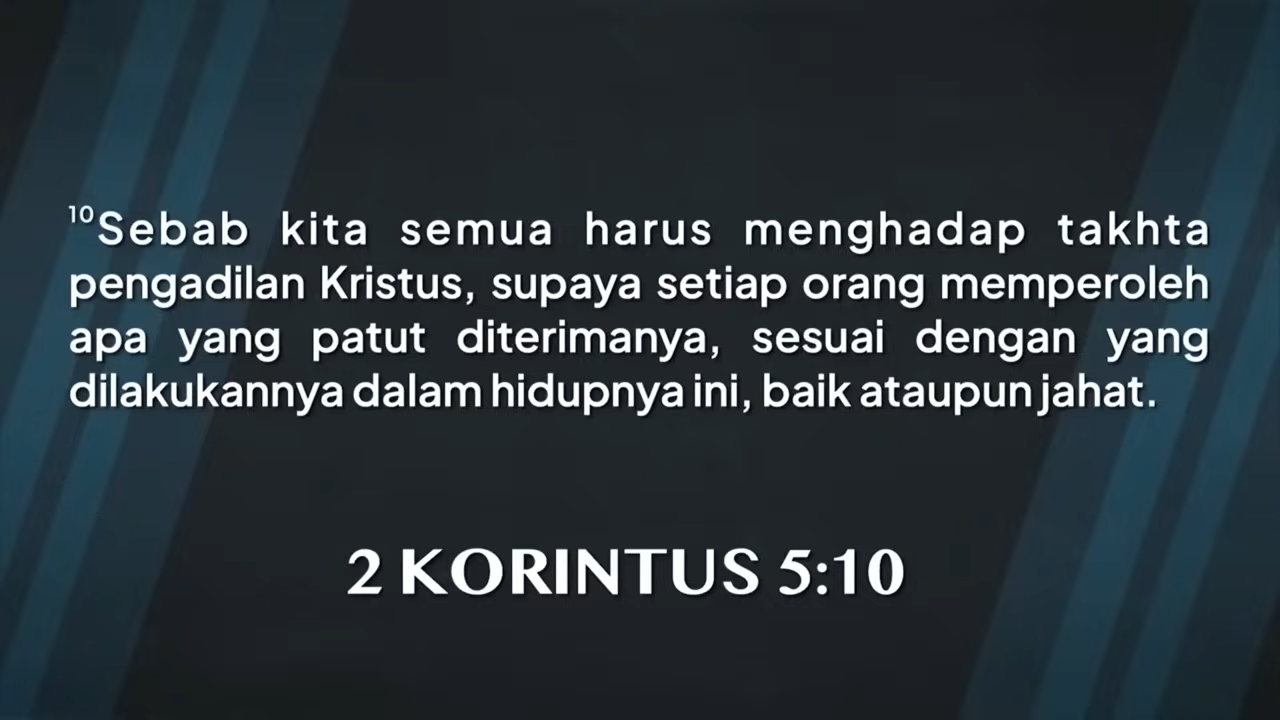 ¹⁰Sebab kita semua harus menghadap takhta
pengadilan Kristus, supaya setiap orang memperoleh
apa yang patut diterimanya, sesuai dengan yang
dilakukannya dalam hidupnya ini, baik ataupun jahat.
2 KORINTUS 5:10